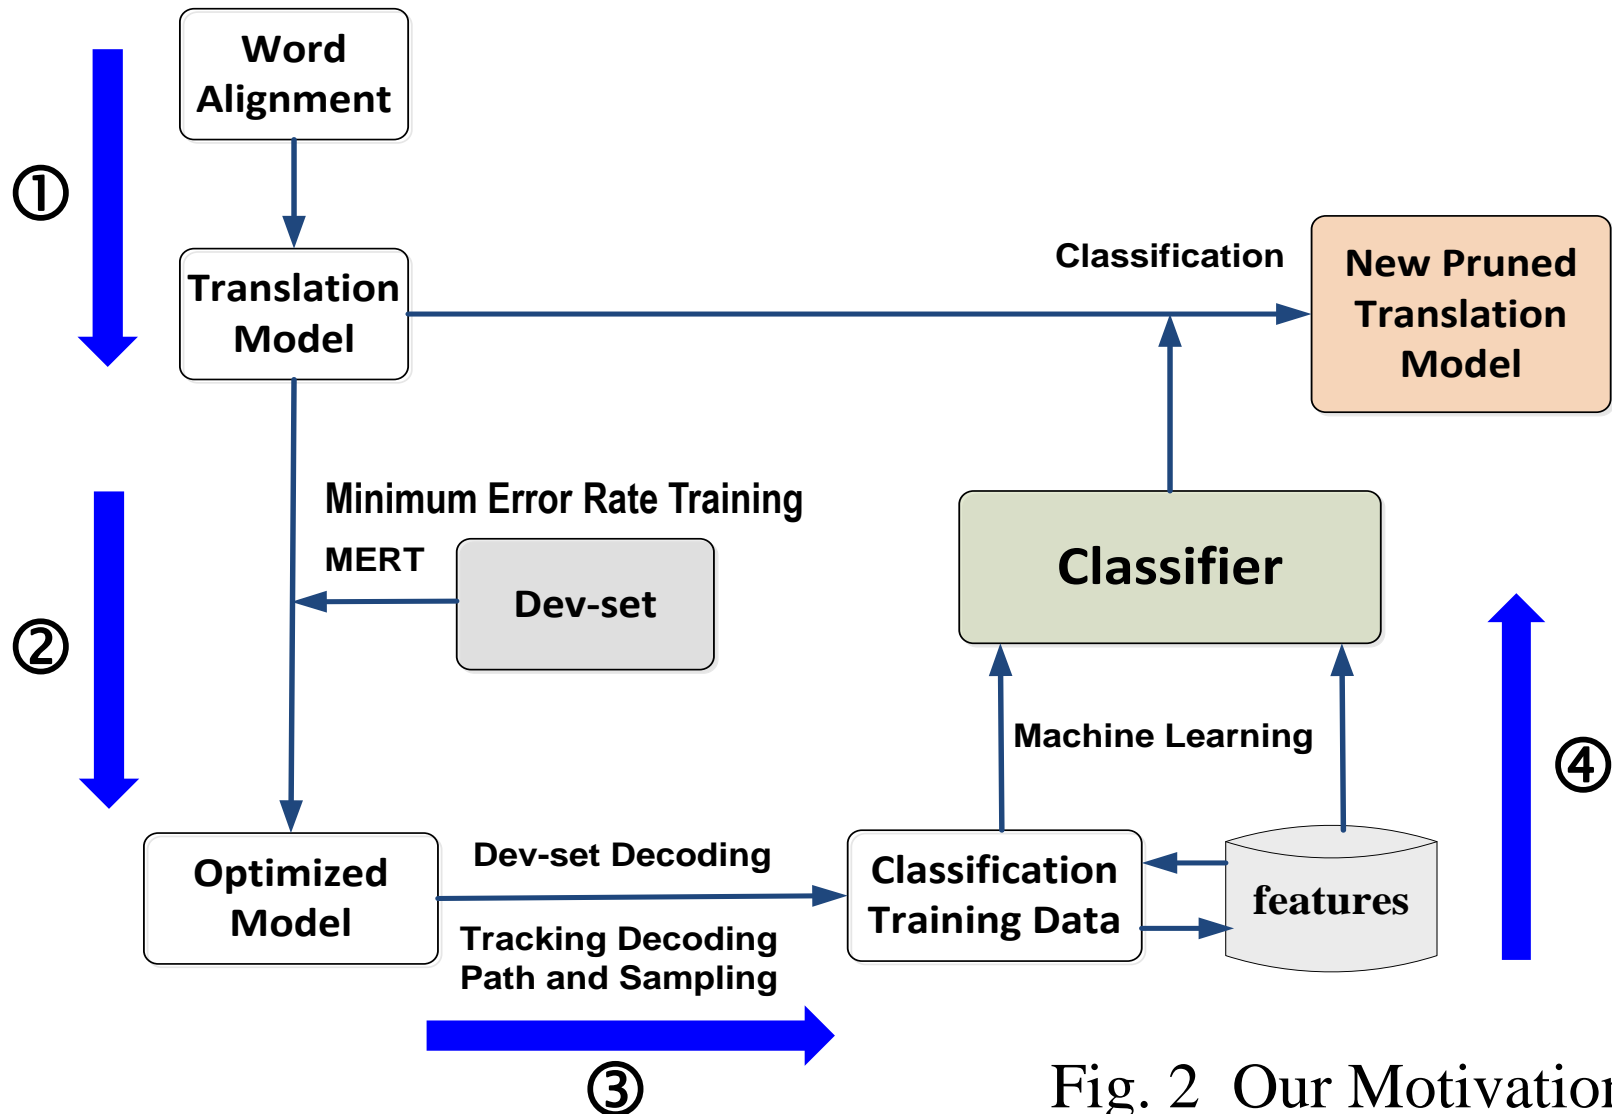 Word
Alignment
①
Translation
Model
Classification
New Pruned
Translation
Model
Minimum Error Rate Training
MERT
Dev-set
②
Classifier
Machine Learning
④
Optimized
Model
Dev-set Decoding
Tracking Decoding
Path and Sampling
Classification
Training Data
features
③
Fig. 2 Our Motivation